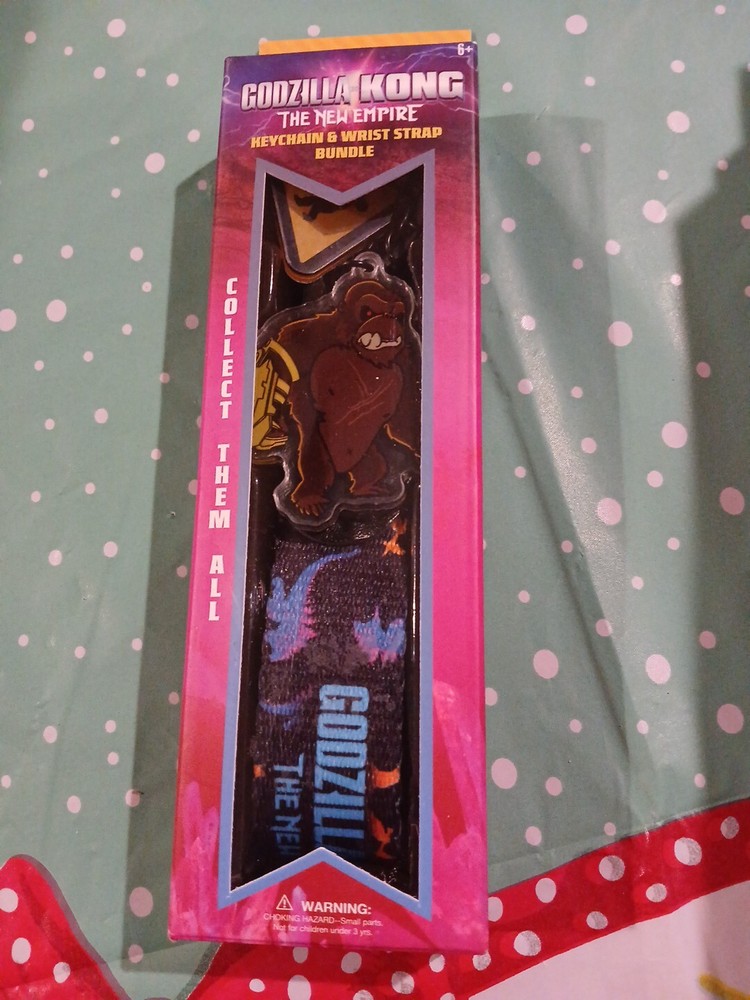 6+
GODZILLA KONG
THE NEW EMPIRE
KEYCHAIN & WRIST STRAP
BUNDLE
COLLECT THEM ALL
GODZILL
THE NE
WARNING:
CHOKING HAZARD--Small parts.
Not for children under 3 yrs.